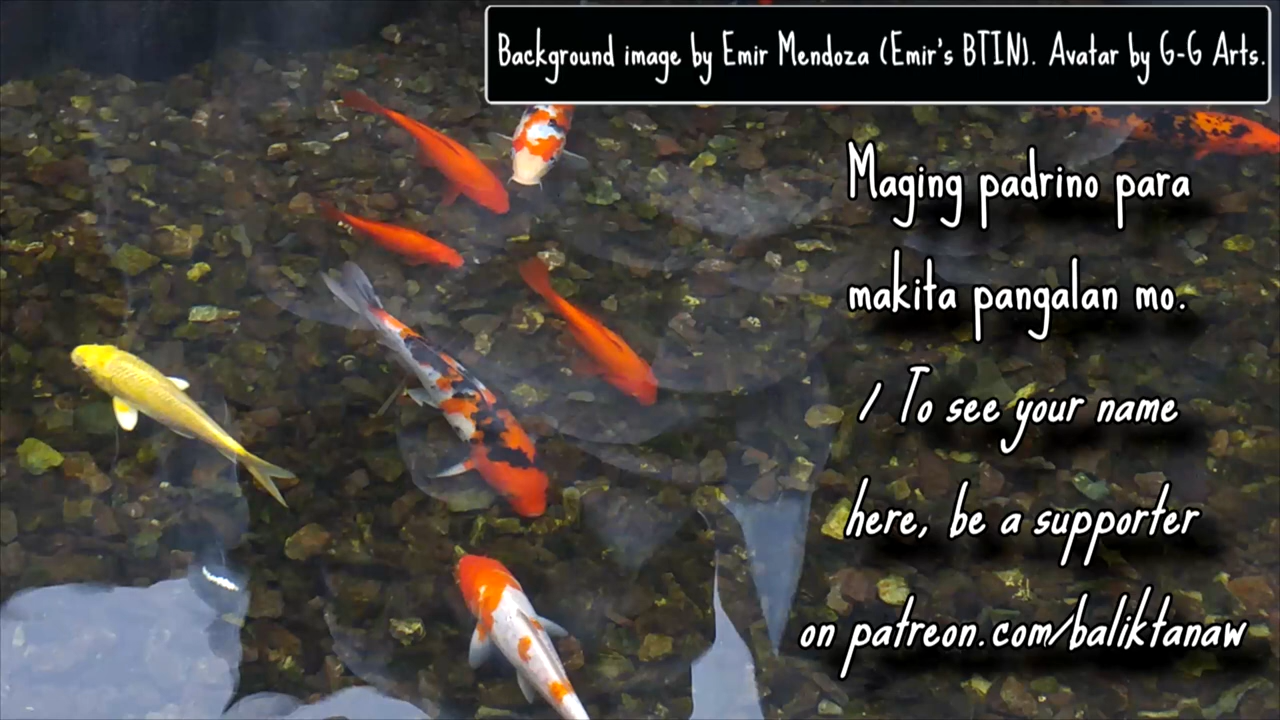 Background image by Emir Mendoza (Emir's BTIN). Avatar by G-G Arts.
Maging padrino para
makita pangalan mo.
/ To see your name
here, be a supporter
on patreon.com/baliktanaw